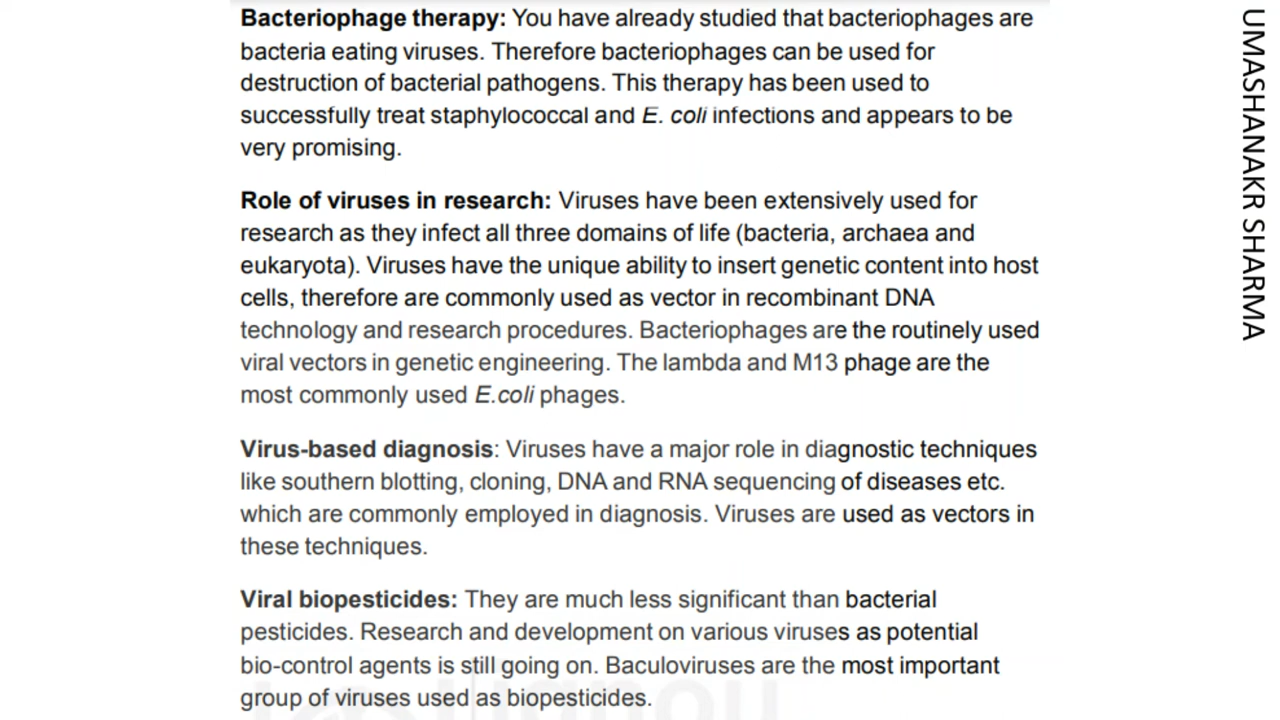 Bacteriophage therapy: You have already studied that bacteriophages are
bacteria eating viruses. Therefore bacteriophages can be used for
destruction of bacterial pathogens. This therapy has been used to
successfully treat staphylococcal and E. coli infections and appears to be
very promising.
Role of viruses in research: Viruses have been extensively used for
research as they infect all three domains of life (bacteria, archaea and
eukaryota). Viruses have the unique ability to insert genetic content into host
cells, therefore are commonly used as vector in recombinant DNA
technology and research procedures. Bacteriophages are the routinely used
viral vectors in genetic engineering. The lambda and M13 phage are the
most commonly used E.coli phages.
Virus-based diagnosis: Viruses have a major role in diagnostic techniques
like southern blotting, cloning, DNA and RNA sequencing of diseases etc.
which are commonly employed in diagnosis. Viruses are used as vectors in
these techniques.
Viral biopesticides: They are much less significant than bacterial
pesticides. Research and development on various viruses as potential
bio-control agents is still going on. Baculoviruses are the most important
group of viruses used as biopesticides.
UMASHANAKR SHARMA